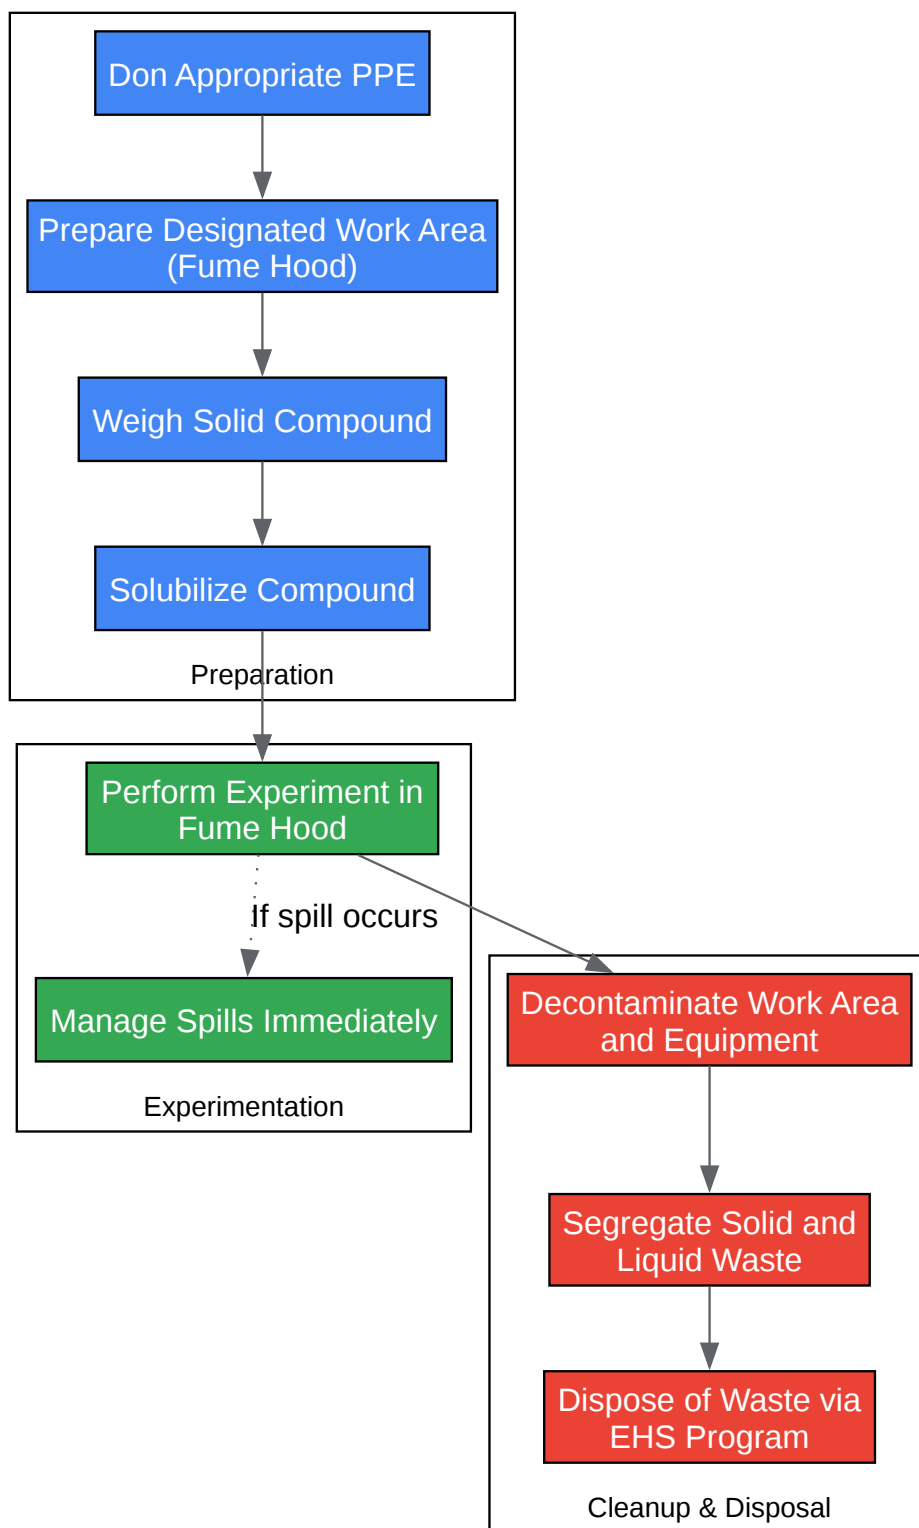 Don Appropriate PPE
Prepare Designated Work Area
(Fume Hood)
Weigh Solid Compound
Solubilize Compound
Preparation
Perform Experiment in
Fume Hood
If spill occurs
Manage Spills Immediately
Experimentation
Decontaminate Work Area
and Equipment
Segregate Solid and
Liquid Waste
Dispose of Waste via
EHS Program
Cleanup & Disposal